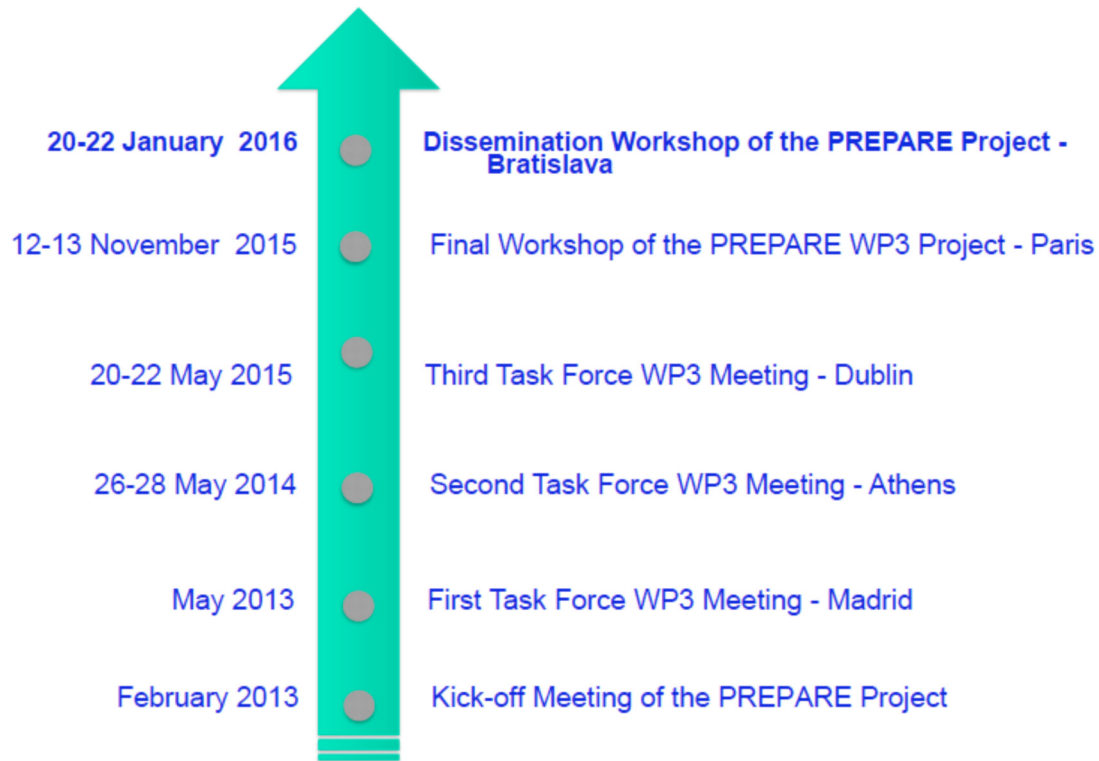 20-22 January 2016 Dissemination Workshop of the PREPARE Project -
Bratislava
12-13 November 2015 Final Workshop of the PREPARE WP3 Project - Paris
20-22 May 2015 Third Task Force WP3 Meeting - Dublin
26-28 May 2014 Second Task Force WP3 Meeting - Athens
May 2013 First Task Force WP3 Meeting - Madrid
February 2013 Kick-off Meeting of the PREPARE Project